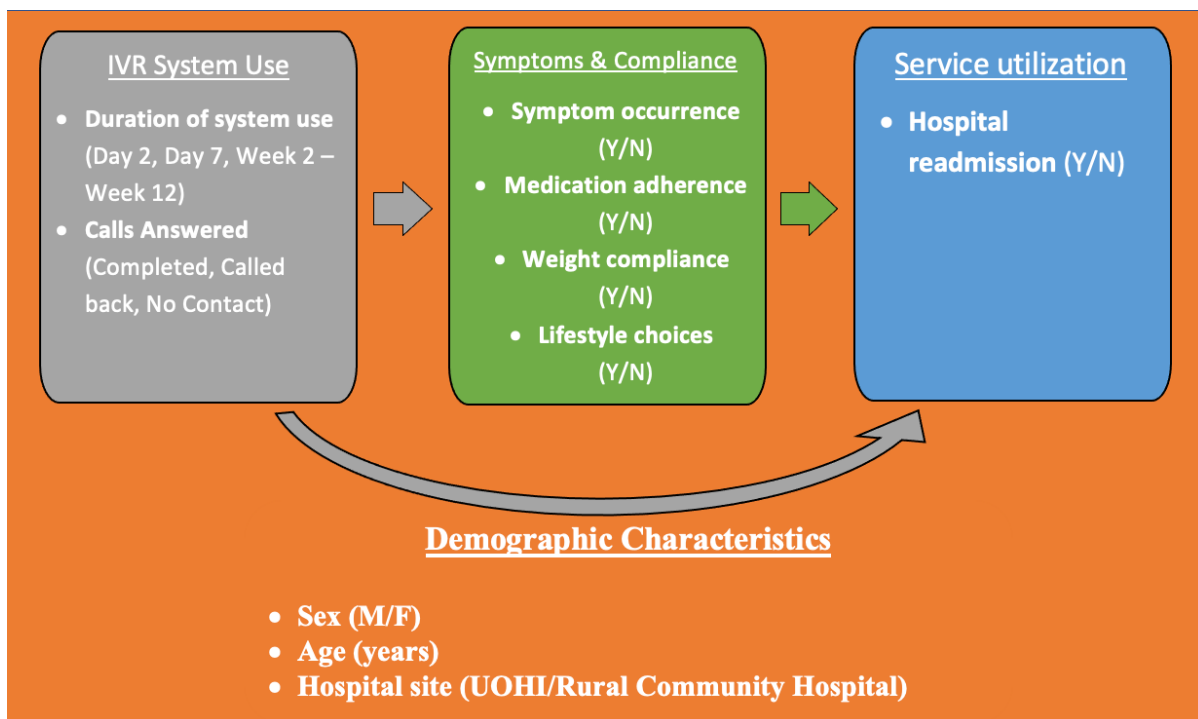 IVR System Use
• Duration of system use
(Day 2, Day 7, Week 2 –
Week 12)
• Calls Answered
(Completed, Called
back, No Contact)
Symptoms & Compliance
• Symptom occurrence
(Y/N)
• Medication adherence
(Y/N)
• Weight compliance
(Y/N)
• Lifestyle choices
(Y/N)
Service utilization
• Hospital
readmission (Y/N)
Demographic Characteristics
• Sex (M/F)
• Age (years)
• Hospital site (UOHI/Rural Community Hospital)